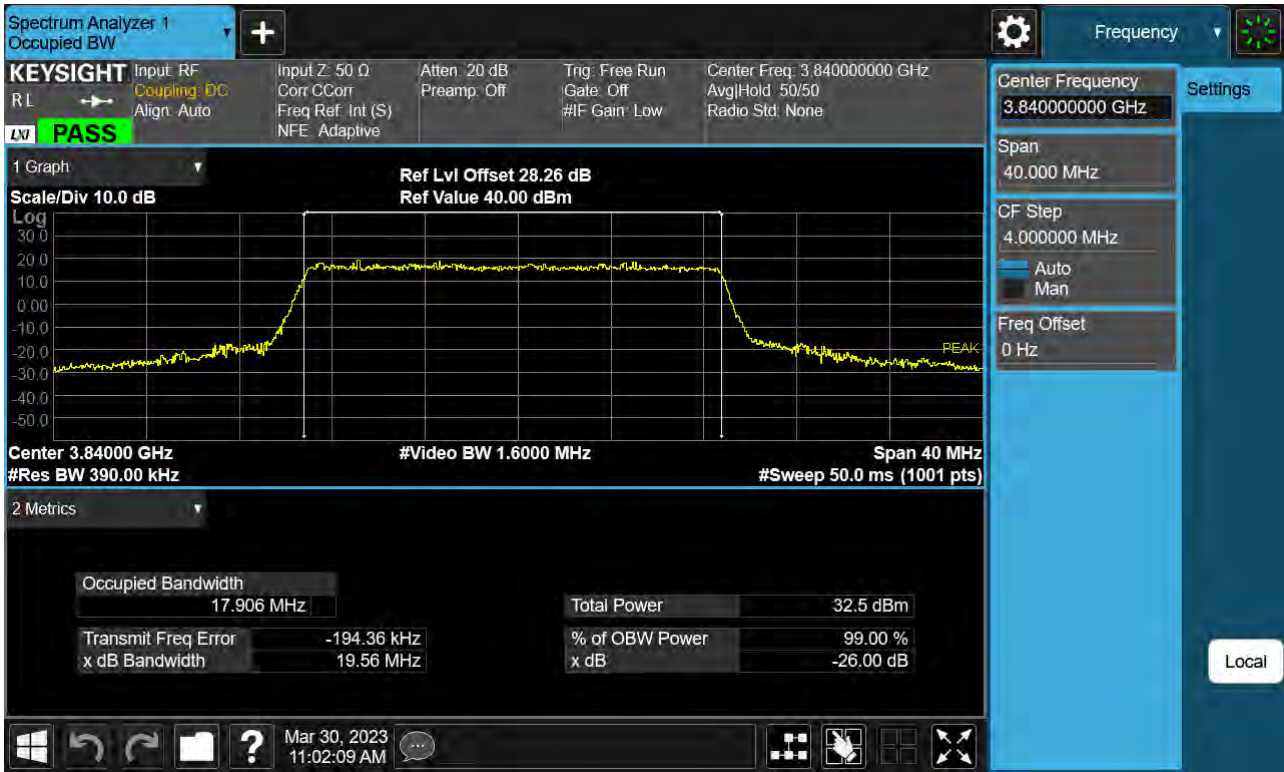 Spectrum Analyzer 1
Occupied BW
Frequency
KEYSIGHT
RL
LXI PASS
Input: RF
Coupling: DC
Align: Auto
Input Z: 50 Ω
Corr CCorr
Freq Ref: Int (S)
NFE: Adaptive
Atten: 20 dB
Preamp: Off
Trig: Free Run
Gate: Off
#IF Gain: Low
Center Freq: 3.840000000 GHz
Avg|Hold: 50/50
Radio Std: None
Center Frequency
3.840000000 GHz
Settings
Span
40.000 MHz
CF Step
4.000000 MHz
Auto
Man
Freq Offset
0 Hz
1 Graph
Scale/Div 10.0 dB
Ref Lvl Offset 28.26 dB
Ref Value 40.00 dBm
Log
30.0
20.0
10.0
0.00
-10.0
-20.0
-30.0
-40.0
-50.0
PEAK
Center 3.84000 GHz
#Video BW 1.6000 MHz
Span 40 MHz
#Res BW 390.00 kHz
#Sweep 50.0 ms (1001 pts)
2 Metrics
Occupied Bandwidth
17.906 MHz
Total Power 32.5 dBm
Transmit Freq Error -194.36 kHz
% of OBW Power 99.00 %
x dB Bandwidth 19.56 MHz
x dB -26.00 dB
Local
?
Mar 30, 2023
11:02:09 AM